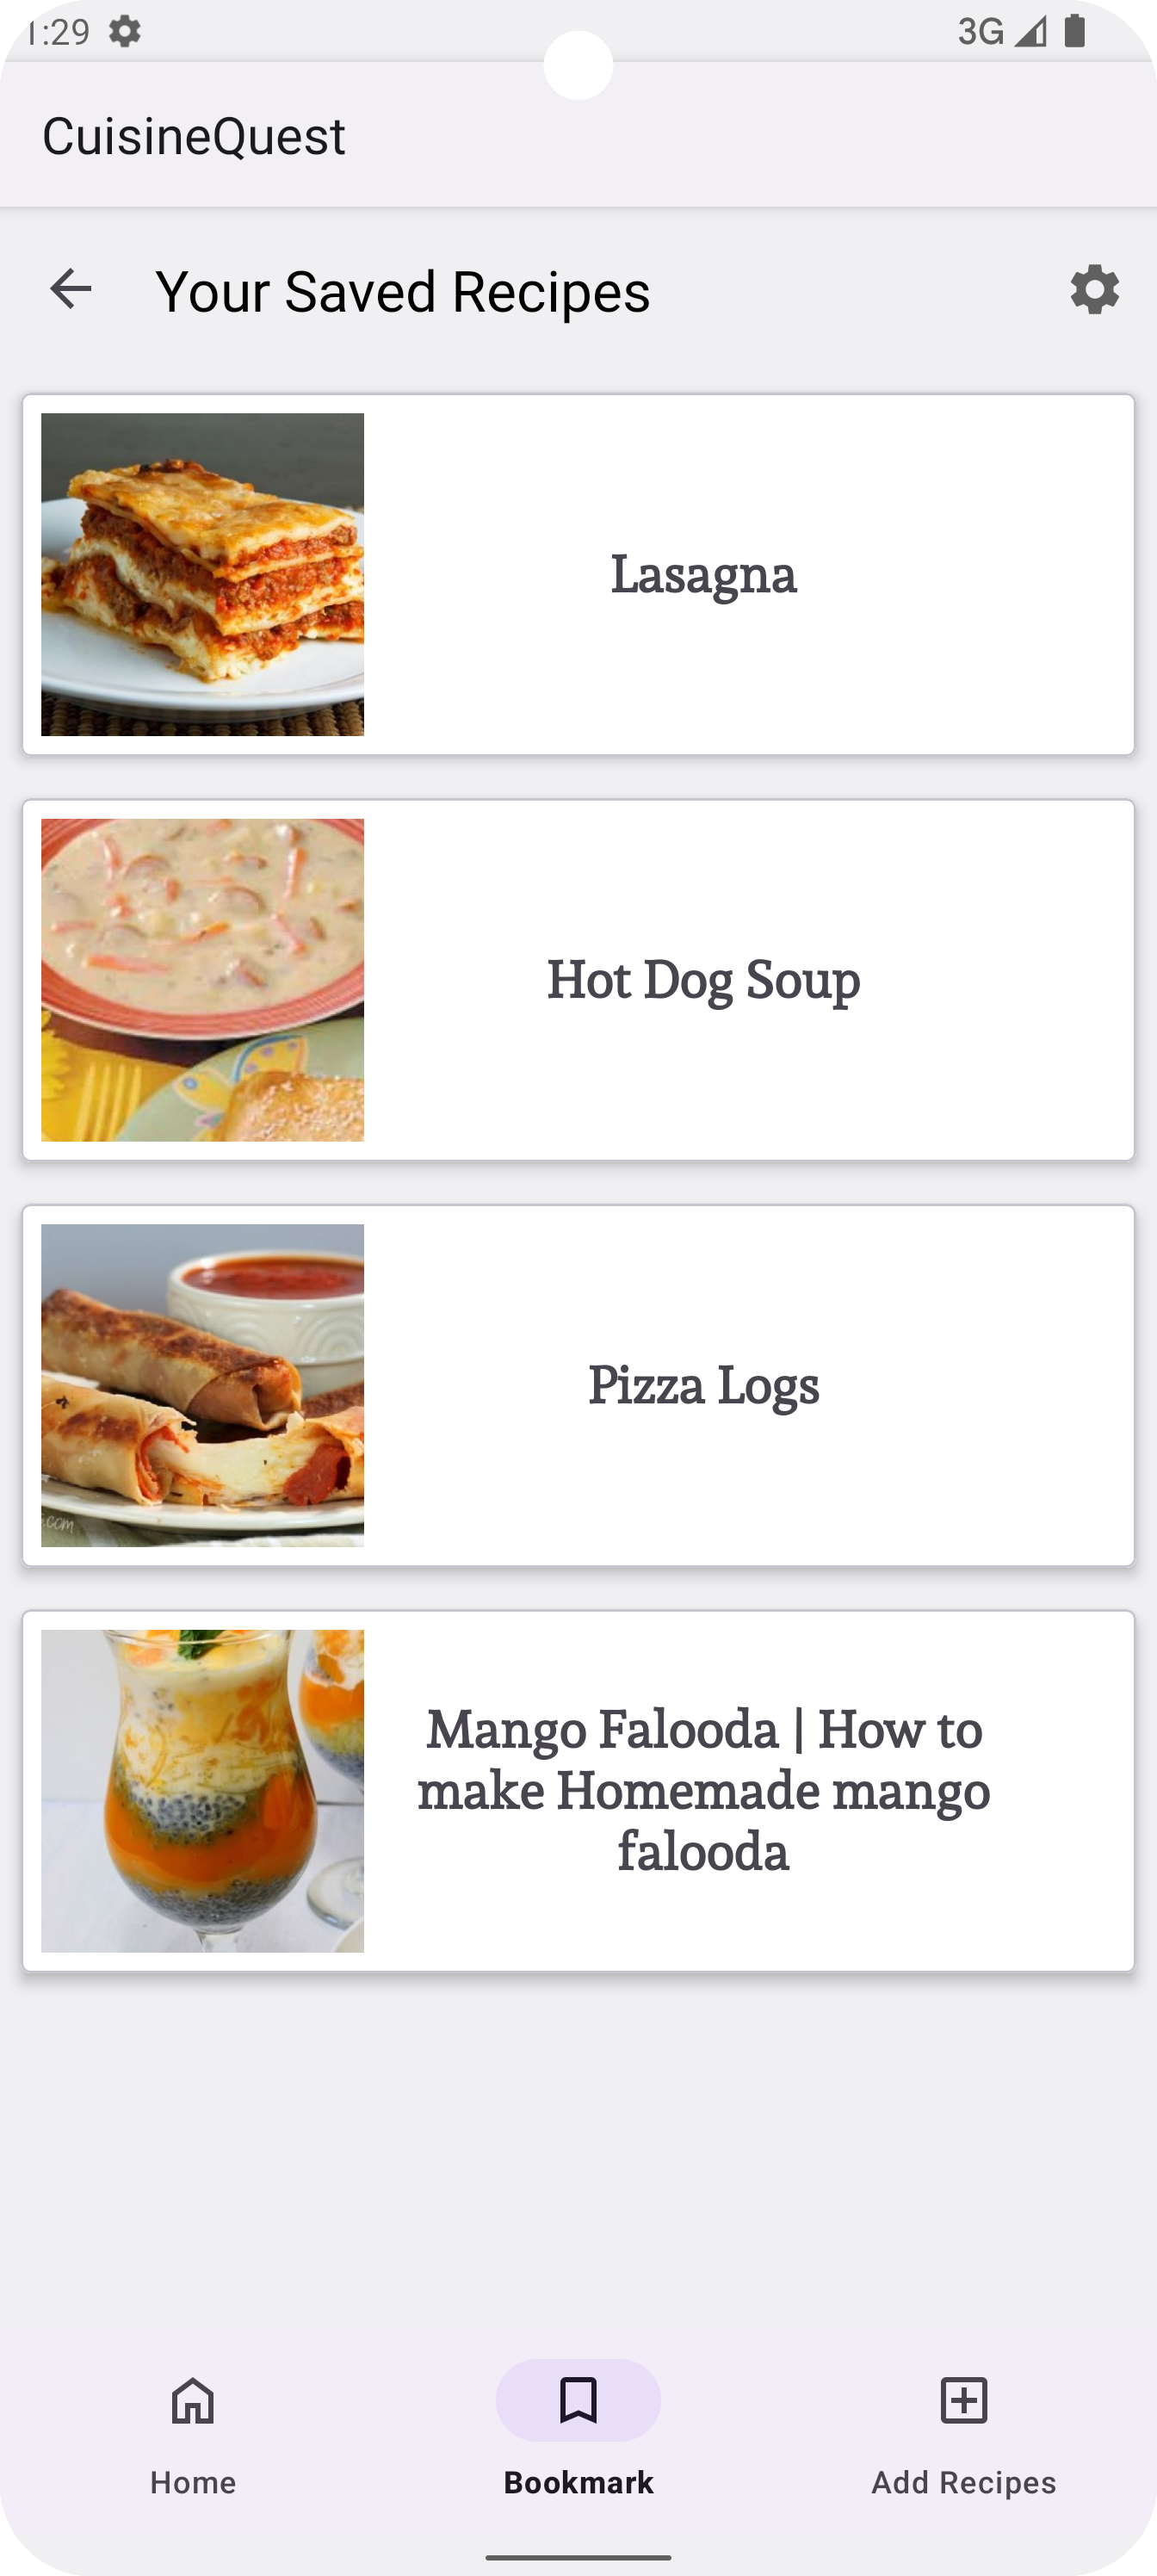 1:29
3G
CuisineQuest
Your Saved Recipes
Lasagna
Hot Dog Soup
Pizza Logs
.com
Mango Falooda | How to
make Homemade mango
falooda
Home
Bookmark
Add Recipes